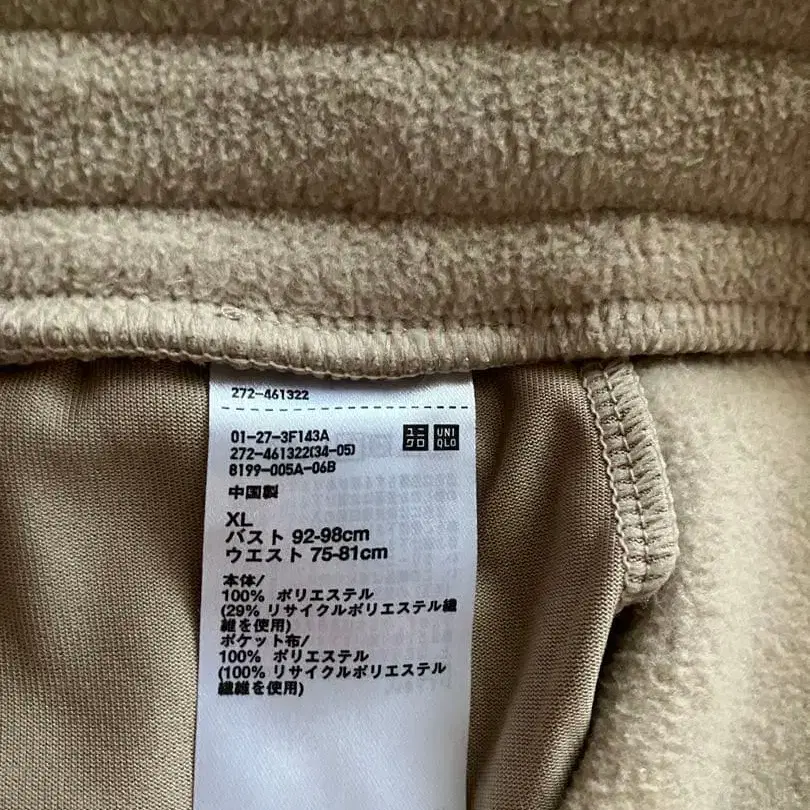 272-461322
01-27-3F143A
ユニクロ UNIQLO
272-461322(34-05)
8199-005A-06B
中国製
XL
バスト 92-98cm
ウエスト 75-81cm
本体/
100% ポリエステル
(29% リサイクルポリエステル繊
維を使用)
ポケット布/
100% ポリエステル
(100% リサイクルポリエステル
繊維を使用)